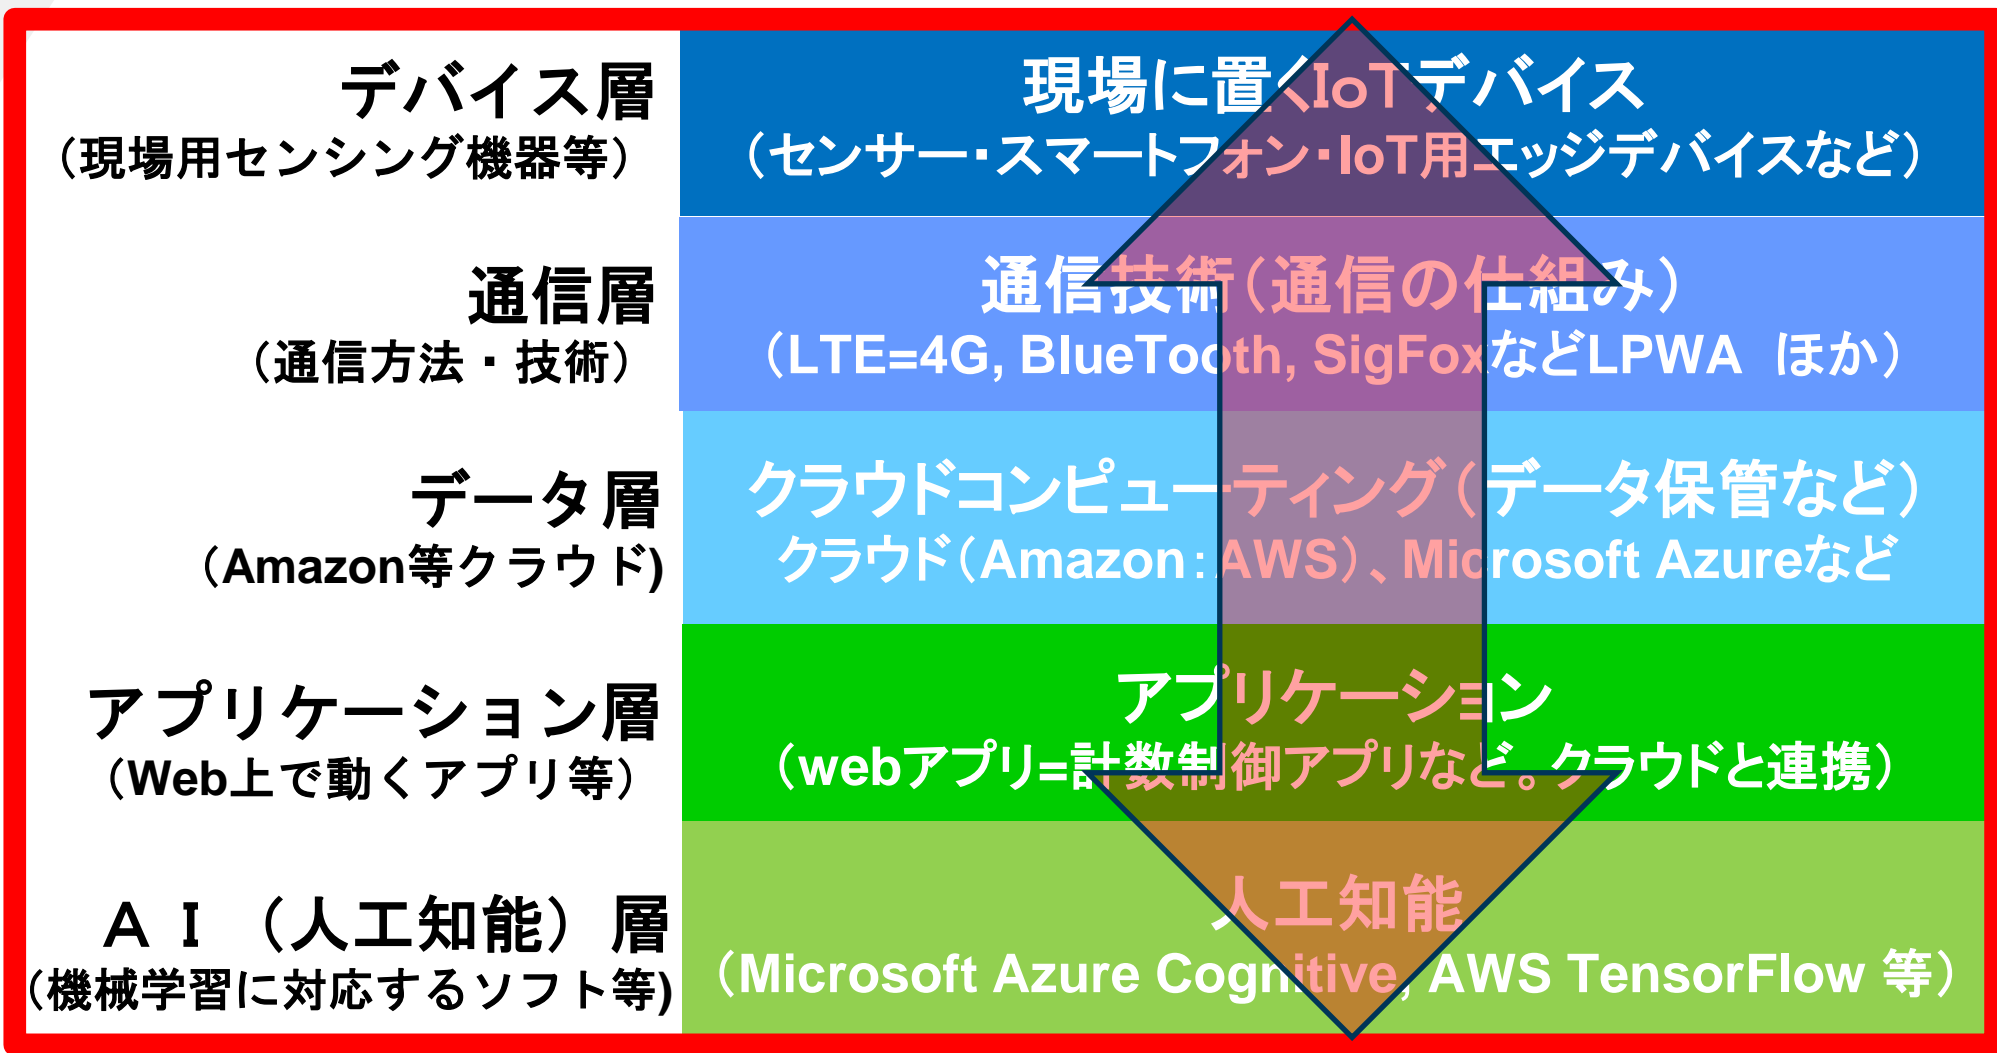 デバイス層
（現場用センシング機器等）
現場に置くIoTデバイス
（センサー・スマートフォン・IoT用エッジデバイスなど）
通信層
（通信方法・技術）
通信技術（通信の仕組み）
（LTE=4G, BlueTooth, SigFoxなどLPWA　ほか）
データ層
（Amazon等クラウド)
クラウドコンピューティング（データ保管など）
クラウド（Amazon：AWS）、Microsoft Azureなど
アプリケーション層
（Web上で動くアプリ等）
アプリケーション
（webアプリ=計数制御アプリなど。クラウドと連携）
ＡＩ（人工知能）層
（機械学習に対応するソフト等)
人工知能
（Microsoft Azure Cognitive, AWS TensorFlow 等）